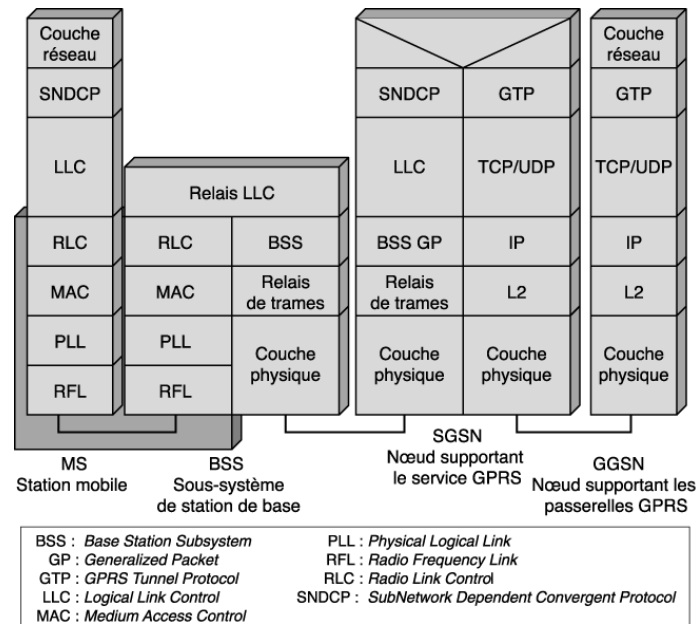 Couche
réseau
SNDCP
LLC
RLC
MAC
PLL
RFL
Relais LLC
RLC
MAC
PLL
RFL
BSS
Relais
de trames
Couche
physique
SNDCP
LLC
BSS GP
Relais
de trames
Couche
physique
GTP
TCP/UDP
IP
L2
Couche
physique
Couche
réseau
GTP
TCP/UDP
IP
L2
Couche
physique
MS
Station mobile
BSS
Sous-système
de station de base
SGSN
Nœud supportant
le service GPRS
GGSN
Nœud supportant les
passerelles GPRS
BSS : Base Station Subsystem
GP : Generalized Packet
GTP : GPRS Tunnel Protocol
LLC : Logical Link Control
MAC : Medium Access Control
PLL : Physical Logical Link
RFL : Radio Frequency Link
RLC : Radio Link Control
SNDCP : SubNetwork Dependent Convergent Protocol